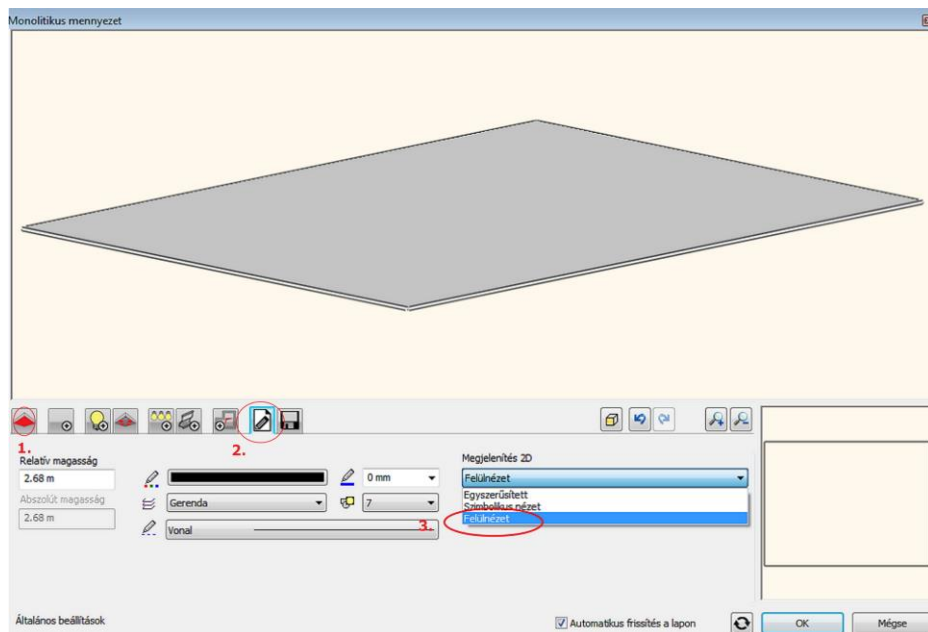 Monolitikus mennyezet
1.
2.
Relatív magasság
2.68 m
Abszolút magasság
2.68 m
0 mm
Gerenda
7
Vonal
3.
Megjelenítés 2D
Felülnézet
Egyszerűsített
Szimbolikus nézet
Felülnézet
Általános beállítások
Automatikus frissítés a lapon
OK
Mégse